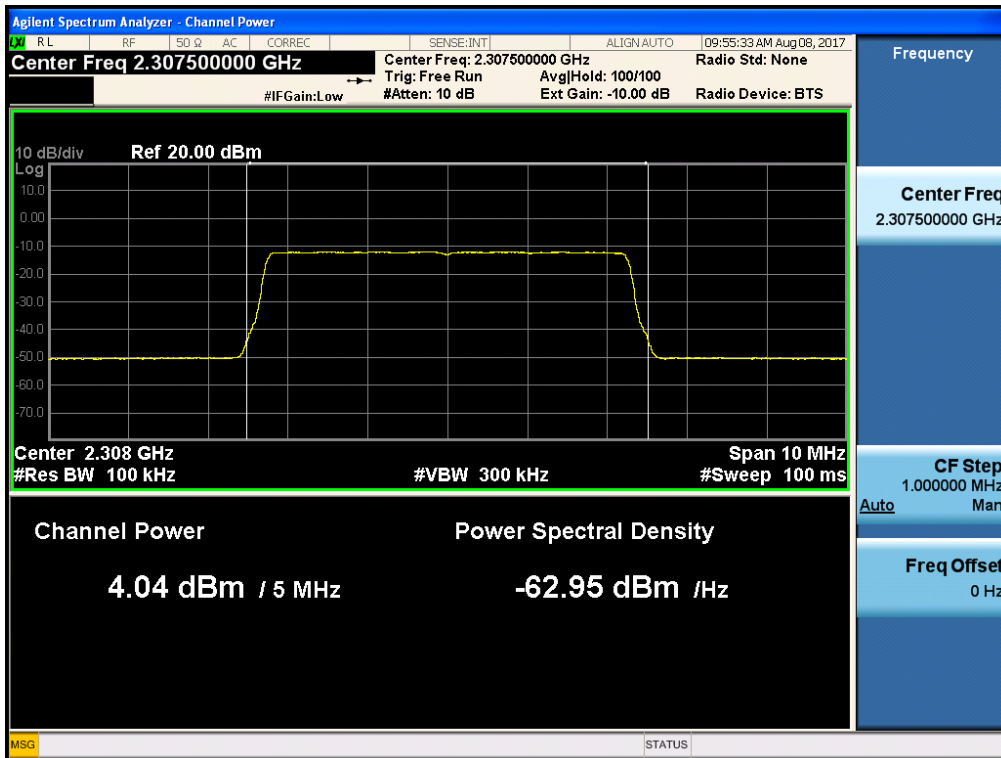 Agilent Spectrum Analyzer - Channel Power
LXI RL RF 50 Ω AC CORREC SENSE:INT ALIGN AUTO 09:55:33 AM Aug 08, 2017
Center Freq 2.307500000 GHz
#IFGain:Low
Center Freq: 2.307500000 GHz
Trig: Free Run Avg|Hold: 100/100
#Atten: 10 dB Ext Gain: -10.00 dB
Radio Std: None
Radio Device: BTS
10 dB/div Ref 20.00 dBm
Log
10.0
0.00
-10.0
-20.0
-30.0
-40.0
-50.0
-60.0
-70.0
Center 2.308 GHz Span 10 MHz
#Res BW 100 kHz #VBW 300 kHz #Sweep 100 ms
Channel Power Power Spectral Density
4.04 dBm / 5 MHz -62.95 dBm /Hz
Frequency
Center Freq
2.307500000 GHz
CF Step
1.000000 MHz
Auto Man
Freq Offset
0 Hz
MSG STATUS